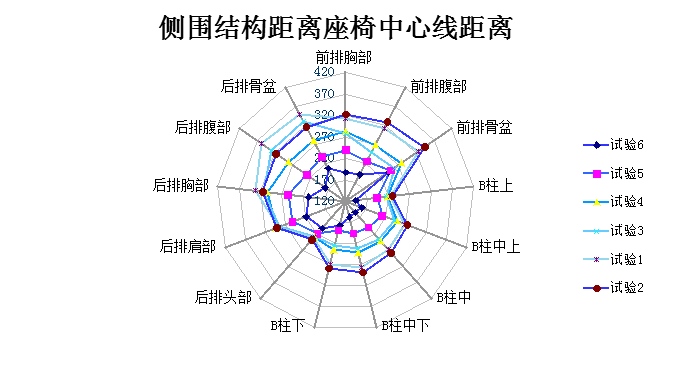 侧围结构距离座椅中心线距离
前排胸部
420
370
320
270
220
170
120
前排腹部
前排骨盆
B柱上
B柱中上
B柱中
B柱中下
B柱下
后排头部
后排肩部
后排胸部
后排腹部
后排骨盆
试验6
试验5
试验4
试验3
试验1
试验2